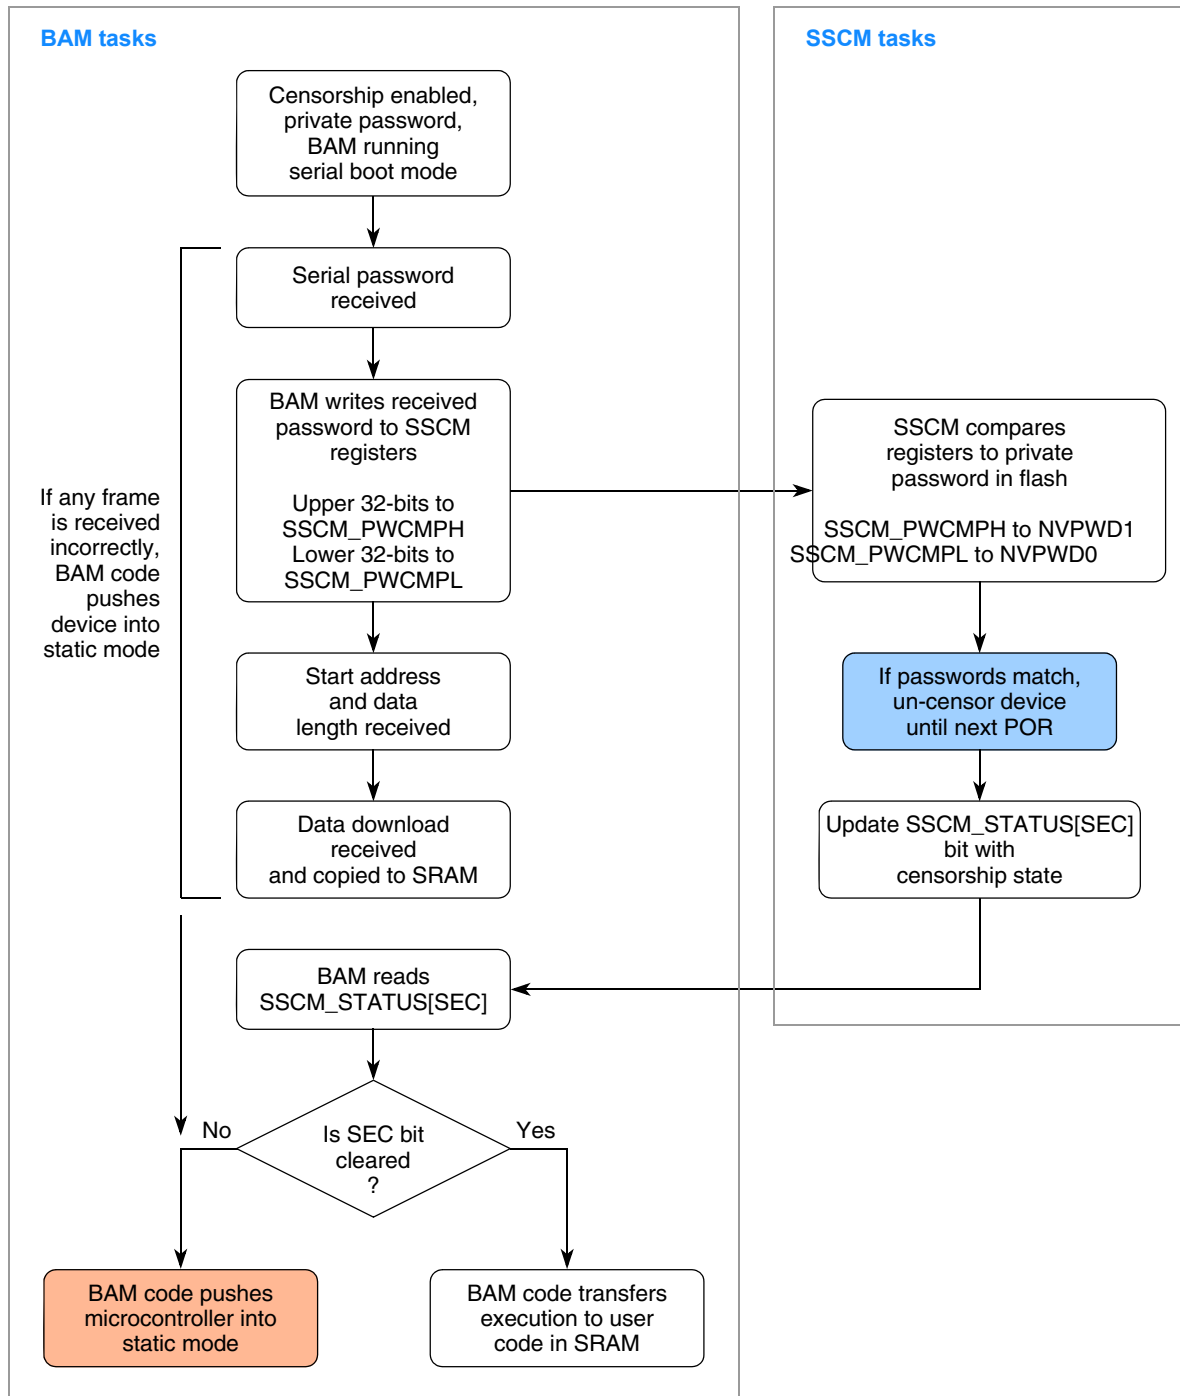 BAM tasks
Censorship enabled,
private password,
BAM running
serial boot mode
Serial password
received
BAM writes received
password to SSCM
registers
Upper 32-bits to
SSCM_PWCMPH
Lower 32-bits to
SSCM_PWCMPL
If any frame
is received
incorrectly,
BAM code
pushes
device into
static mode
Start address
and data
length received
Data download
received
and copied to SRAM
BAM reads
SSCM_STATUS[SEC]
Is SEC bit
cleared
?
No
Yes
BAM code pushes
microcontroller into
static mode
BAM code transfers
execution to user
code in SRAM
SSCM tasks
SSCM compares
registers to private
password in flash
SSCM_PWCMPH to NVPWD1
SSCM_PWCMPL to NVPWD0
If passwords match,
un-censor device
until next POR
Update SSCM_STATUS[SEC]
bit with
censorship state